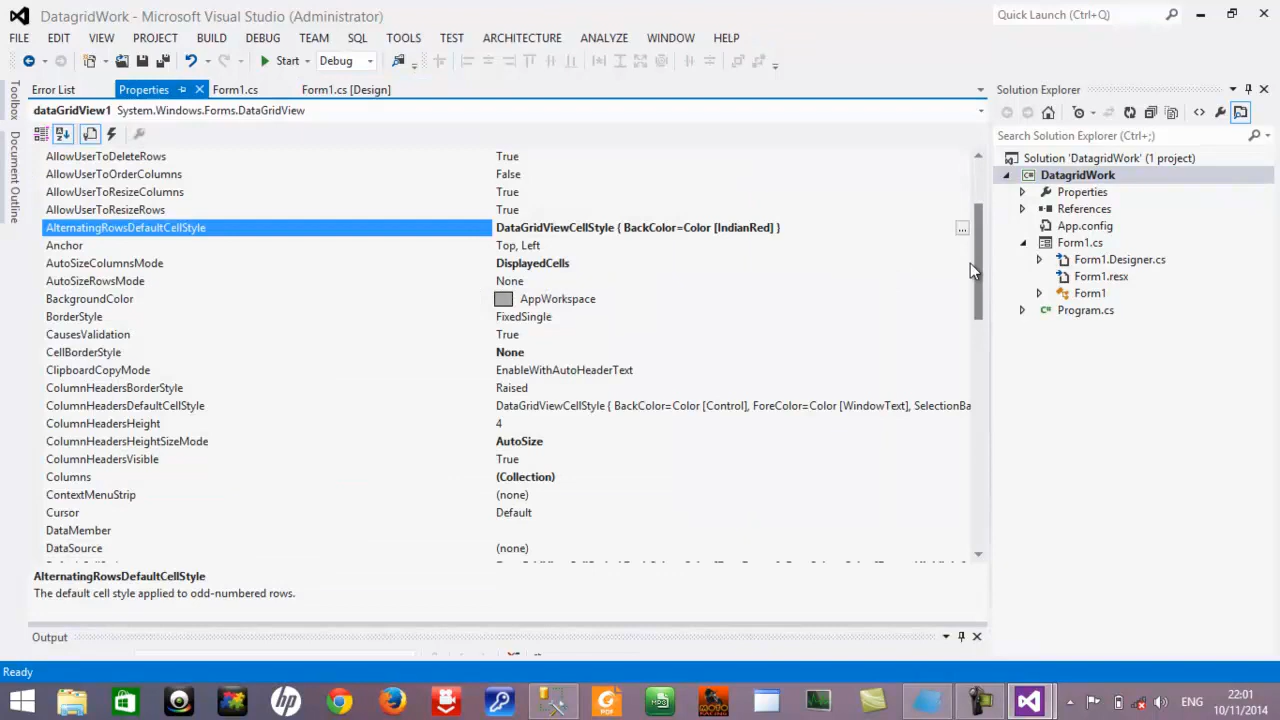 DatagridWork - Microsoft Visual Studio (Administrator)
Quick Launch (Ctrl+Q)
FILE EDIT VIEW PROJECT BUILD DEBUG TEAM SQL TOOLS TEST ARCHITECTURE ANALYZE WINDOW HELP
Start Debug
Toolbox
Document Outline
Error List Properties Form1.cs Form1.cs [Design]
dataGridView1 System.Windows.Forms.DataGridView
AllowUserToDeleteRows True
AllowUserToOrderColumns False
AllowUserToResizeColumns True
AllowUserToResizeRows True
AlternatingRowsDefaultCellStyle DataGridViewCellStyle { BackColor=Color [IndianRed] } ...
Anchor Top, Left
AutoSizeColumnsMode DisplayedCells
AutoSizeRowsMode None
BackgroundColor AppWorkspace
BorderStyle FixedSingle
CausesValidation True
CellBorderStyle None
ClipboardCopyMode EnableWithAutoHeaderText
ColumnHeadersBorderStyle Raised
ColumnHeadersDefaultCellStyle DataGridViewCellStyle { BackColor=Color [Control], ForeColor=Color [WindowText], SelectionBa
ColumnHeadersHeight 4
ColumnHeadersHeightSizeMode AutoSize
ColumnHeadersVisible True
Columns (Collection)
ContextMenuStrip (none)
Cursor Default
DataMember
DataSource (none)
AlternatingRowsDefaultCellStyle
The default cell style applied to odd-numbered rows.
Output
Solution Explorer
Search Solution Explorer (Ctrl+;)
Solution 'DatagridWork' (1 project)
DatagridWork
Properties
References
App.config
Form1.cs
Form1.Designer.cs
Form1.resx
Form1
Program.cs
Ready
ENG
22:01
10/11/2014